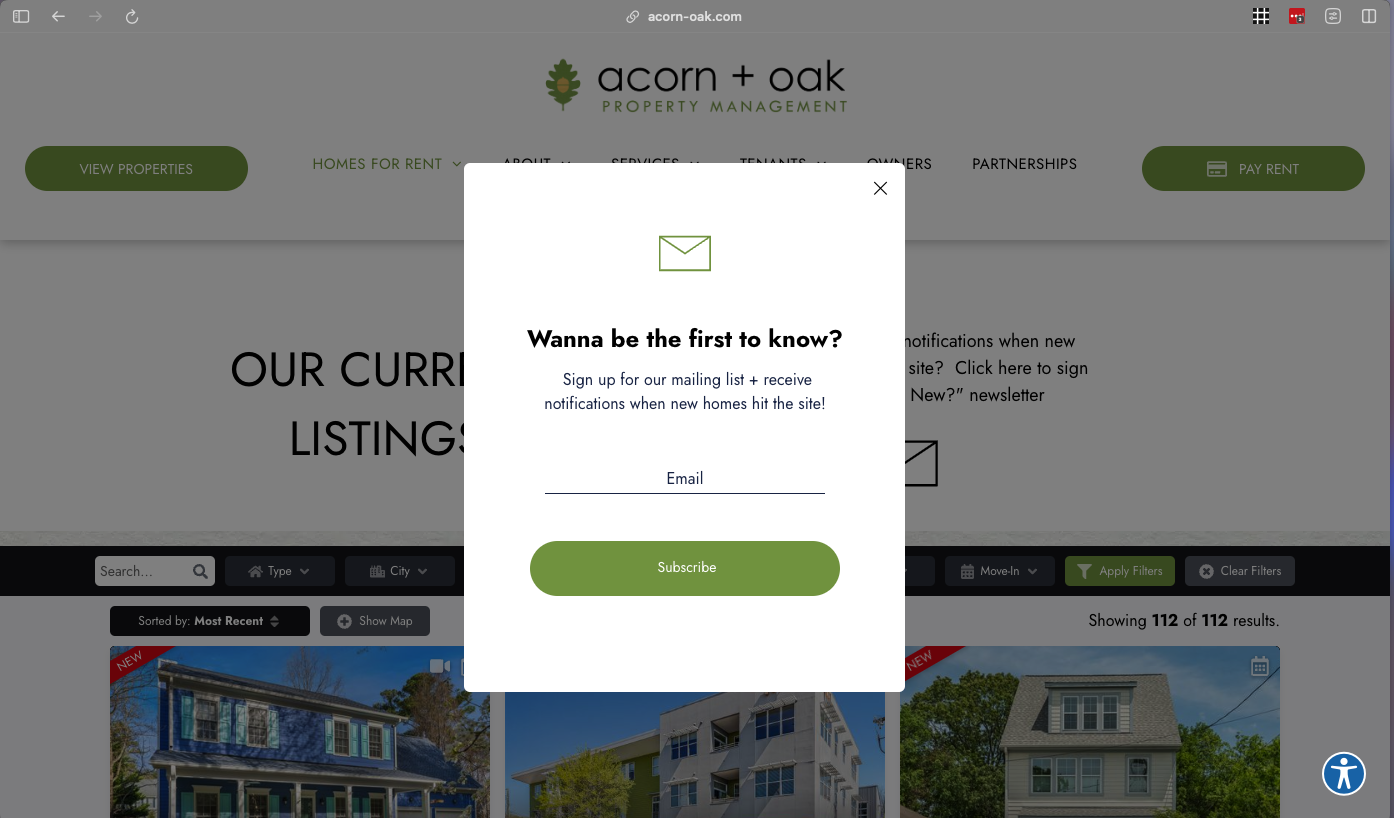 acorn-oak.com
acorn + oak
PROPERTY MANAGEMENT
VIEW PROPERTIES
HOMES FOR RENT
ABOUT
SERVICES
TENANTS
OWNERS
PARTNERSHIPS
PAY RENT
Wanna be the first to know?
Sign up for our mailing list + receive
notifications when new homes hit the site!
Email
Subscribe
OUR CURRE
LISTINGS
notifications when new
site? Click here to sign
New?" newsletter
Search...
Type
City
Move-In
Apply Filters
Clear Filters
Sorted by: Most Recent
Show Map
Showing 112 of 112 results.
NEW
NEW